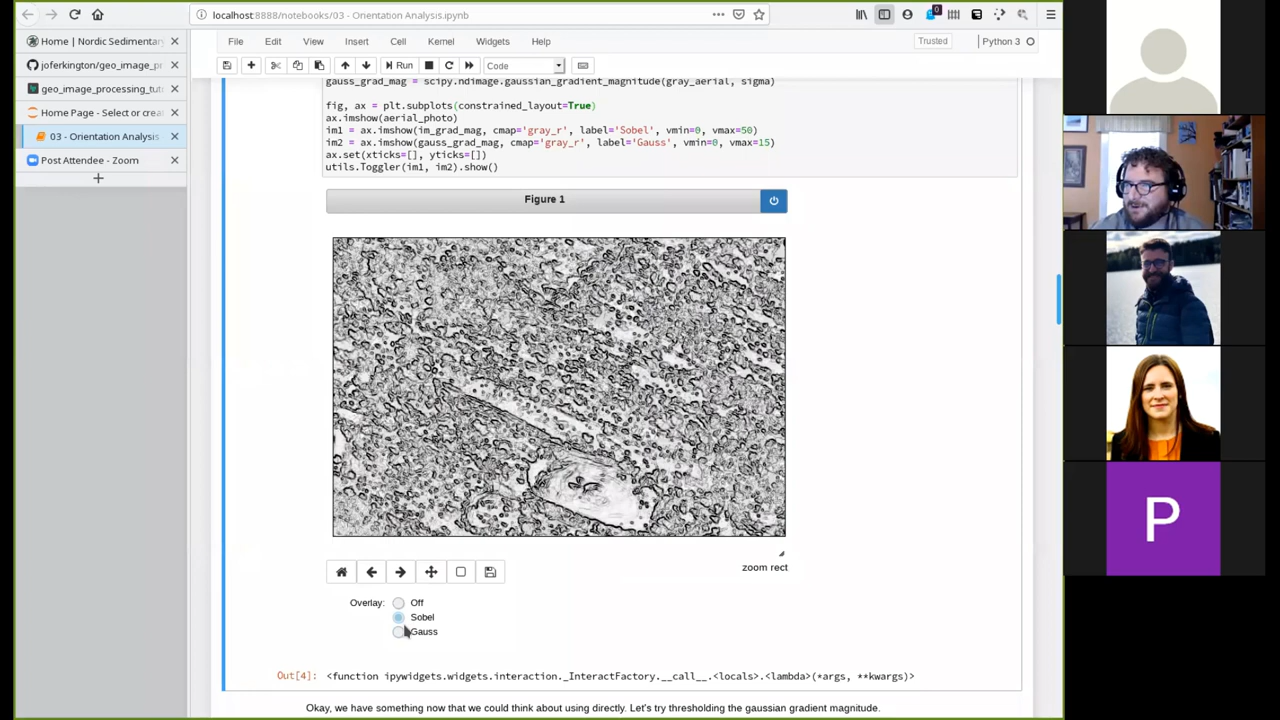 localhost:8888/notebooks/03 - Orientation Analysis.ipynb
0
Home | Nordic Sedimentary
joferkington/geo_image_pr
geo_image_processing_tut
Home Page - Select or crea
03 - Orientation Analysis
Post Attendee - Zoom
File Edit View Insert Cell Kernel Widgets Help
Trusted
Python 3
Run
Code
gauss_grad_mag = scipy.ndimage.gaussian_gradient_magnitude(gray_aerial, sigma)
fig, ax = plt.subplots(constrained_layout=True)
ax.imshow(aerial_photo)
im1 = ax.imshow(im_grad_mag, cmap='gray_r', label='Sobel', vmin=0, vmax=50)
im2 = ax.imshow(gauss_grad_mag, cmap='gray_r', label='Gauss', vmin=0, vmax=15)
ax.set(xticks=[], yticks=[])
utils.Toggler(im1, im2).show()
Figure 1
zoom rect
Overlay:
Off
Sobel
Gauss
Out[4]: <function ipywidgets.widgets.interaction._InteractFactory.__call__.<locals>.<lambda>(*args, **kwargs)>
Okay, we have something now that we could think about using directly. Let's try thresholding the gaussian gradient magnitude.
P